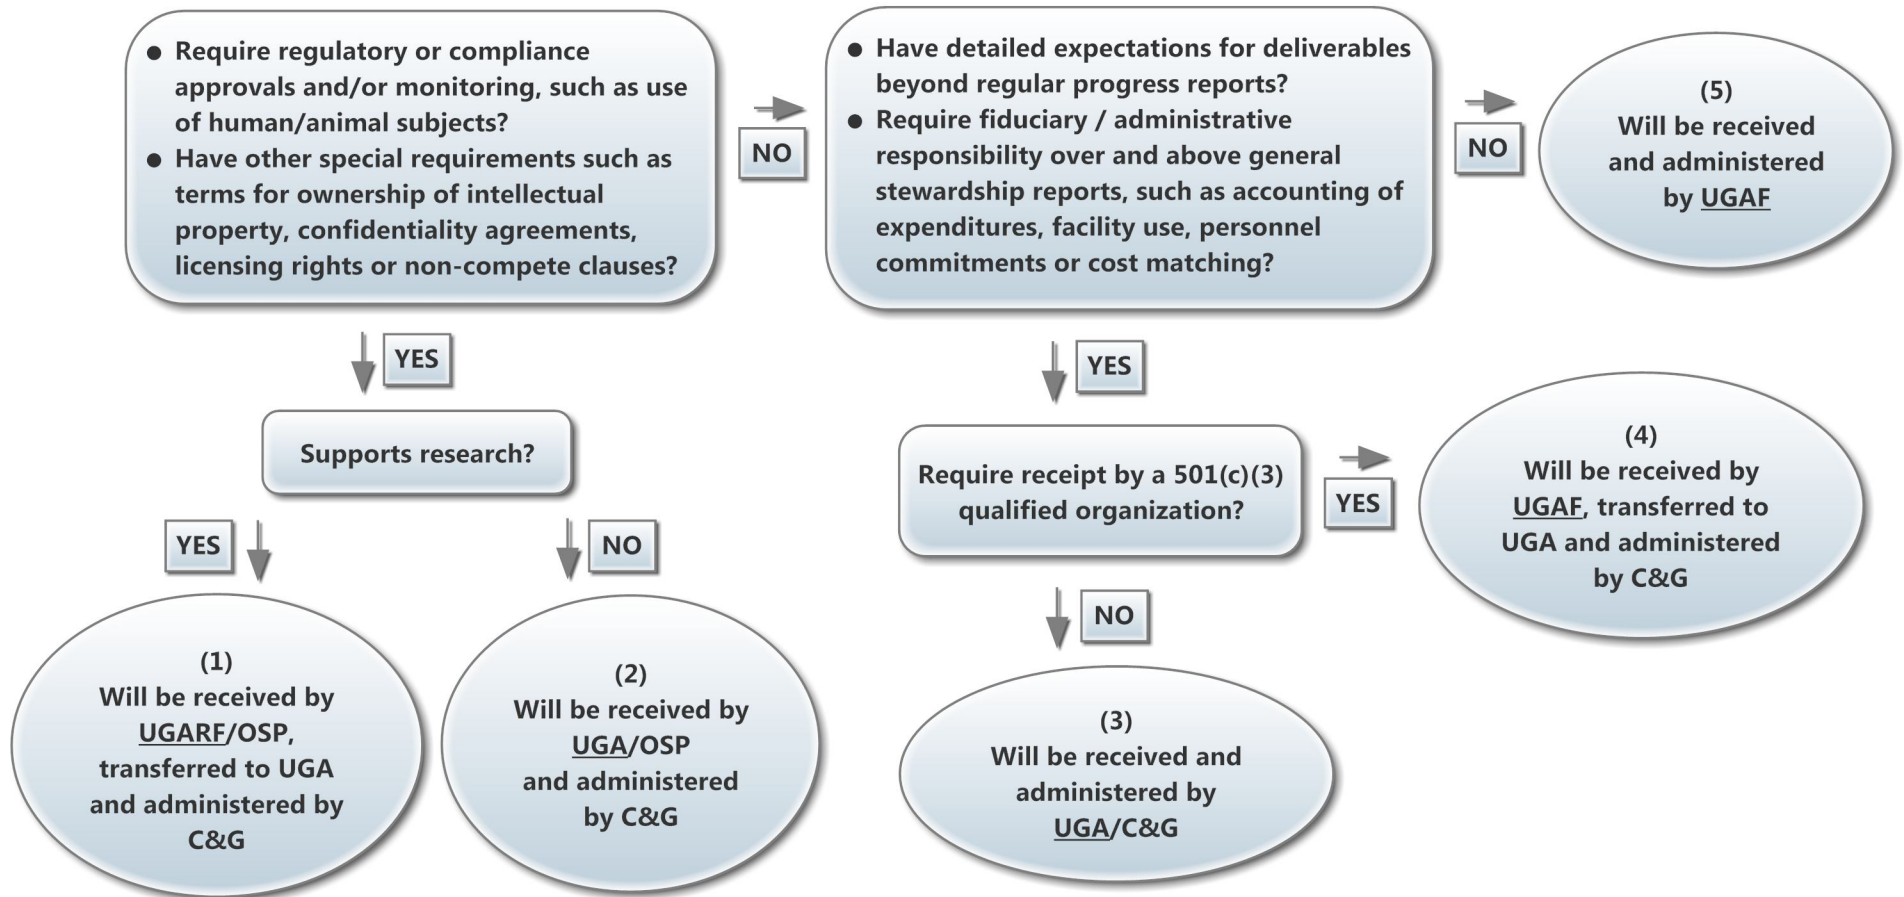 ● Require regulatory or compliance
approvals and/or monitoring, such as use
of human/animal subjects?
● Have other special requirements such as
terms for ownership of intellectual
property, confidentiality agreements,
licensing rights or non-compete clauses?
NO
● Have detailed expectations for deliverables
beyond regular progress reports?
● Require fiduciary / administrative
responsibility over and above general
stewardship reports, such as accounting of
expenditures, facility use, personnel
commitments or cost matching?
NO
(5)
Will be received
and administered
by UGAF
YES
Supports research?
YES
NO
(1)
Will be received by
UGARF/OSP,
transferred to UGA
and administered by
C&G
(2)
Will be received by
UGA/OSP
and administered
by C&G
YES
Require receipt by a 501(c)(3)
qualified organization?
YES
(4)
Will be received by
UGAF, transferred to
UGA and administered
by C&G
NO
(3)
Will be received and
administered by
UGA/C&G